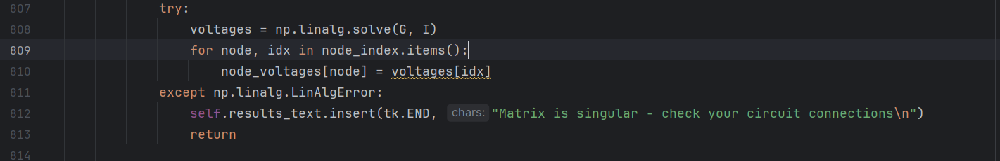 807 try:
808 voltages = np.linalg.solve(G, I)
809 for node, idx in node_index.items():
810 node_voltages[node] = voltages[idx]
811 except np.linalg.LinAlgError:
812 self.results_text.insert(tk.END, chars: "Matrix is singular - check your circuit connections\n")
813 return
814